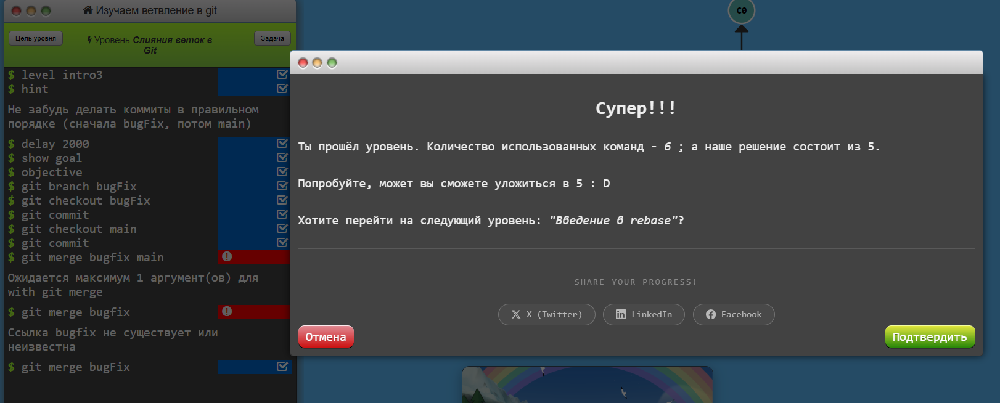 Изучаем ветвление в git
Цель уровня
Уровень Слияния веток в
Git
Задача
$ level intro3
$ hint
Не забудь делать коммиты в правильном
порядке (сначала bugFix, потом main)
$ delay 2000
$ show goal
$ objective
$ git branch bugFix
$ git checkout bugFix
$ git commit
$ git checkout main
$ git commit
$ git merge bugfix main
Ожидается максимум 1 аргумент(ов) для
with git merge
$ git merge bugfix
Ссылка bugfix не существует или
неизвестна
$ git merge bugFix
C0
Супер!!!
Ты прошёл уровень. Количество использованных команд - 6 ; а наше решение состоит из 5.
Попробуйте, может вы сможете уложиться в 5 : D
Хотите перейти на следующий уровень: "Введение в rebase"?
SHARE YOUR PROGRESS!
X (Twitter)
LinkedIn
Facebook
Отмена
Подтвердить